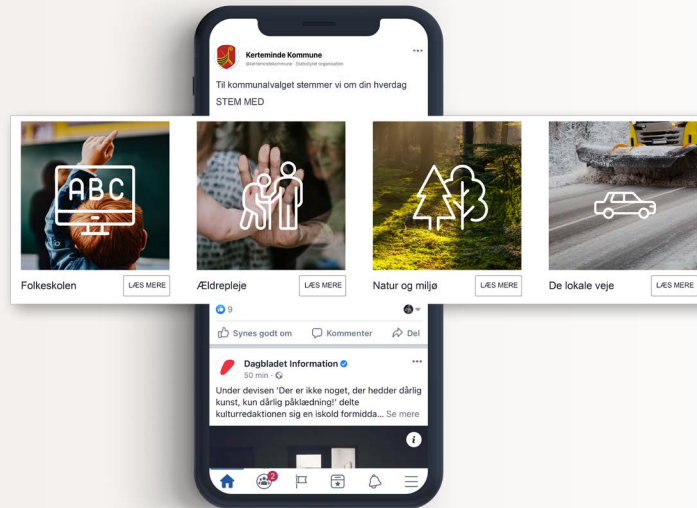 Kerteminde Kommune
@kertemindekommune · Statsstyret organisation
Til kommunalvalget stemmer vi om din hverdag
STEM MED
ABC
Folkeskolen
LÆS MERE
Ældrepleje
LÆS MERE
Natur og miljø
LÆS MERE
De lokale veje
LÆS MERE
9
Synes godt om
Kommenter
Del
Dagbladet Information
50 min ·
Under devisen 'Der er ikke noget, der hedder dårlig
kunst, kun dårlig påklædning!' delte
kulturredaktionen sig en iskold formidda... Se mere
i
2